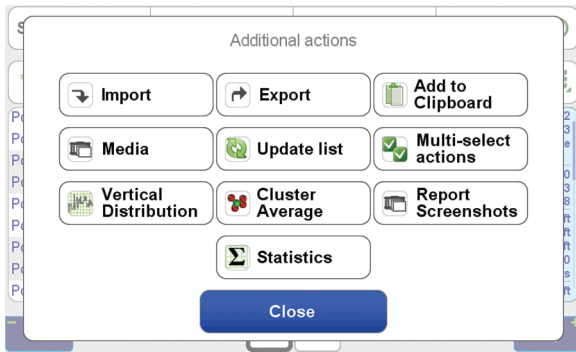 Additional actions
Import
Export
Add to
Clipboard
Media
Update list
Multi-select
actions
Vertical
Distribution
Cluster
Average
Report
Screenshots
Statistics
Close